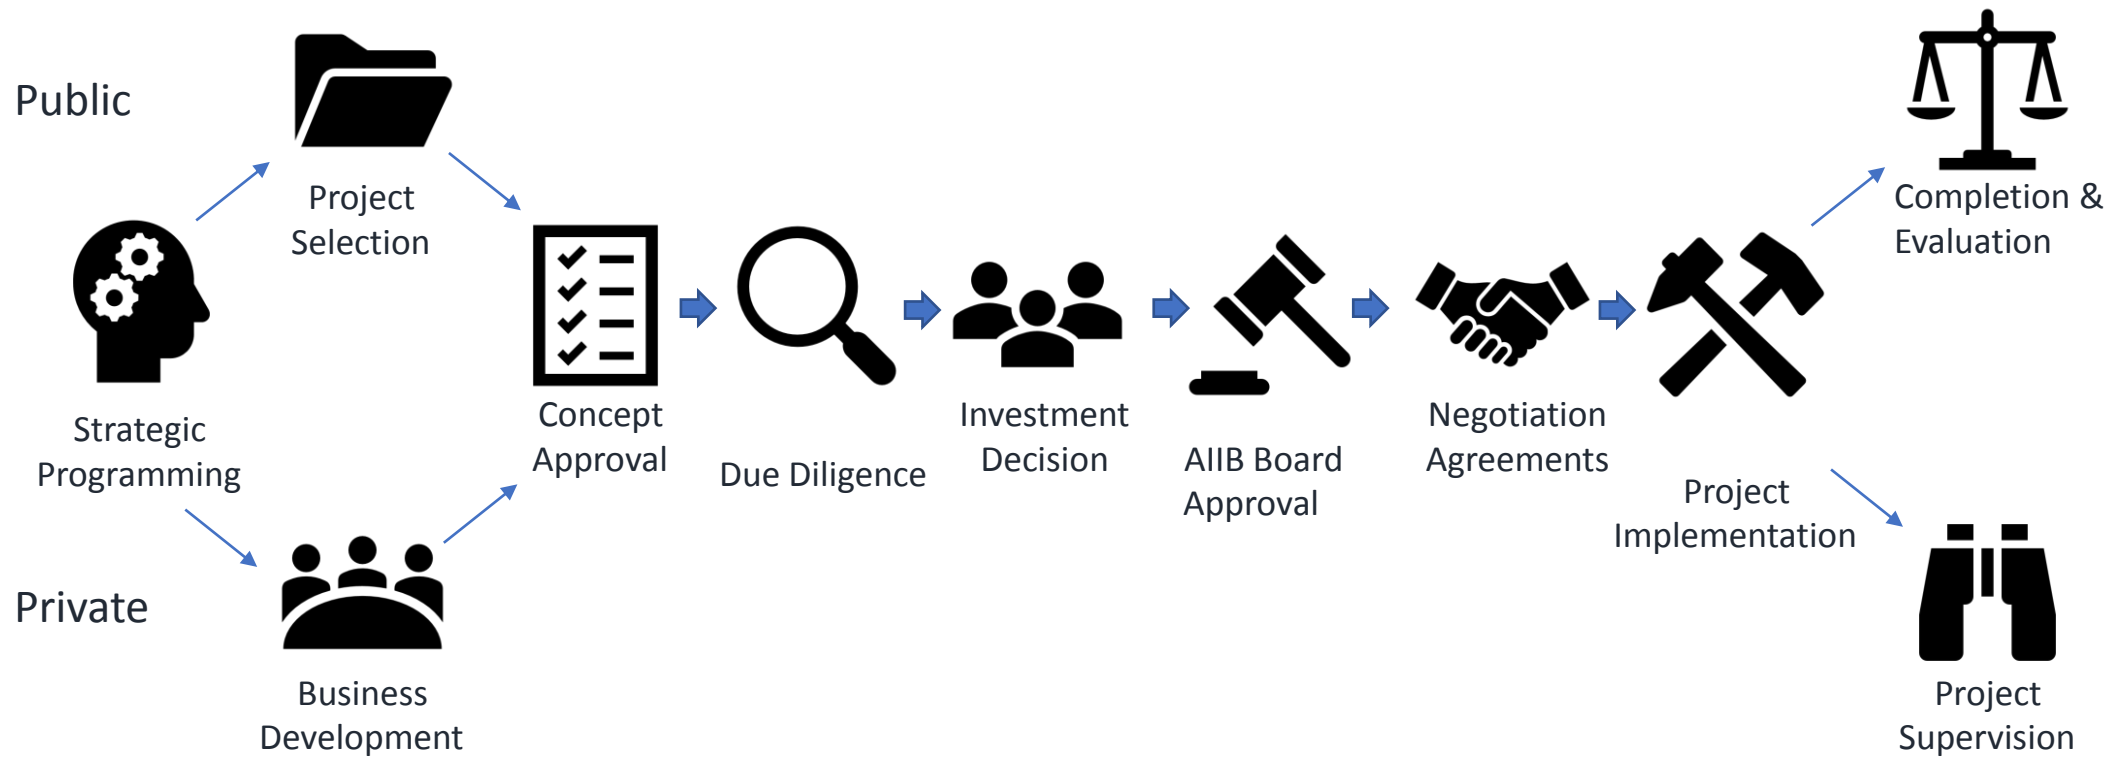 Public
Project
Selection
Completion &
Evaluation
Strategic
Programming
Concept
Approval
Due Diligence
Investment
Decision
AIIB Board
Approval
Negotiation
Agreements
Project
Implementation
Private
Business
Development
Project
Supervision